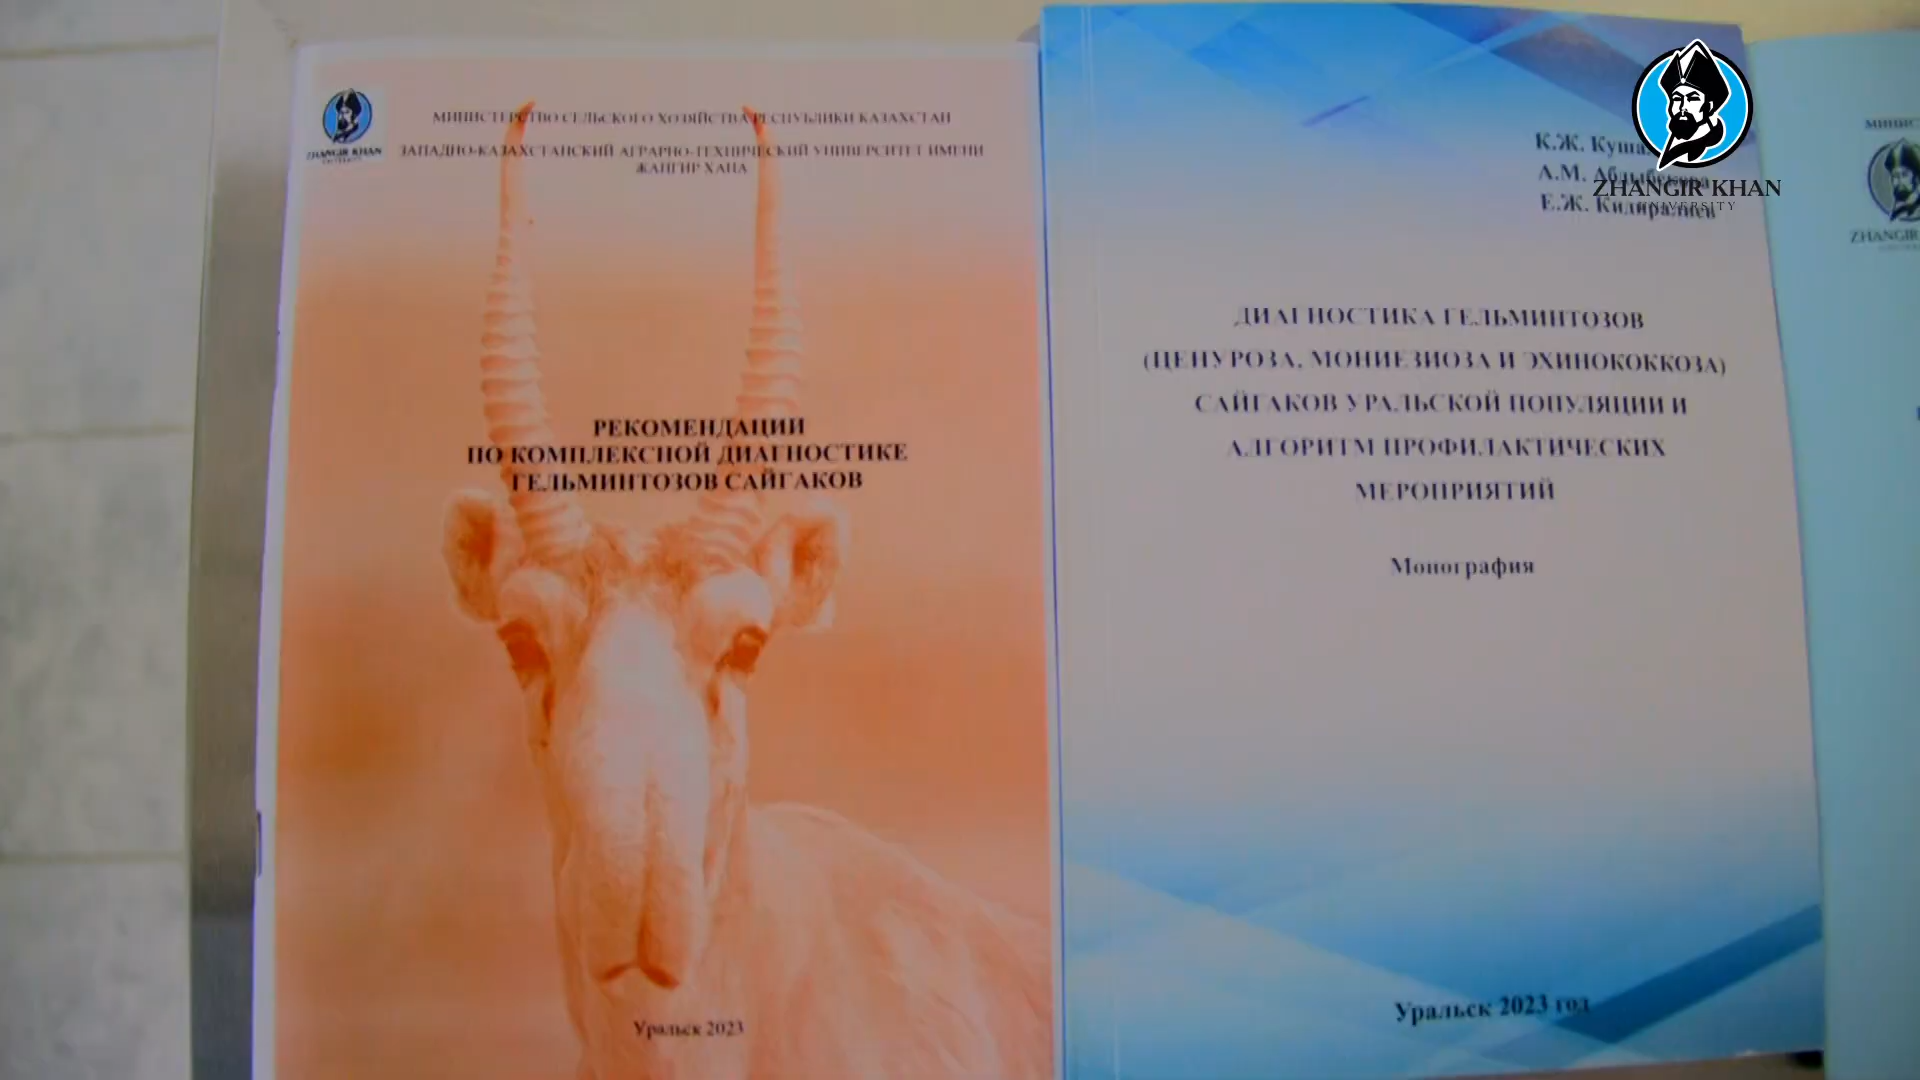 ZHANGIR KHAN
UNIVERSITY
МИНИСТЕРСТВО СЕЛЬСКОГО ХОЗЯЙСТВА РЕСПУБЛИКИ КАЗАХСТАН
ЗАПАДНО-КАЗАХСТАНСКИЙ АГРАРНО-ТЕХНИЧЕСКИЙ УНИВЕРСИТЕТ ИМЕНИ
ЖАНГИР ХАНА
РЕКОМЕНДАЦИИ
ПО КОМПЛЕКСНОЙ ДИАГНОСТИКЕ
ГЕЛЬМИНТОЗОВ САЙГАКОВ
Уральск 2023
К.Ж.
А.М.
Е.Ж. Кидиралиев
ДИАГНОСТИКА ГЕЛЬМИНТОЗОВ
(ЦЕНУРОЗА, МОНИЕЗИОЗА И ЭХИНОКОККОЗА)
САЙГАКОВ УРАЛЬСКОЙ ПОПУЛЯЦИИ И
АЛГОРИТМ ПРОФИЛАКТИЧЕСКИХ
МЕРОПРИЯТИЙ
Монография
Уральск 2023 год
ZHANGIR KHAN
UNIVERSITY
ZHANGIR